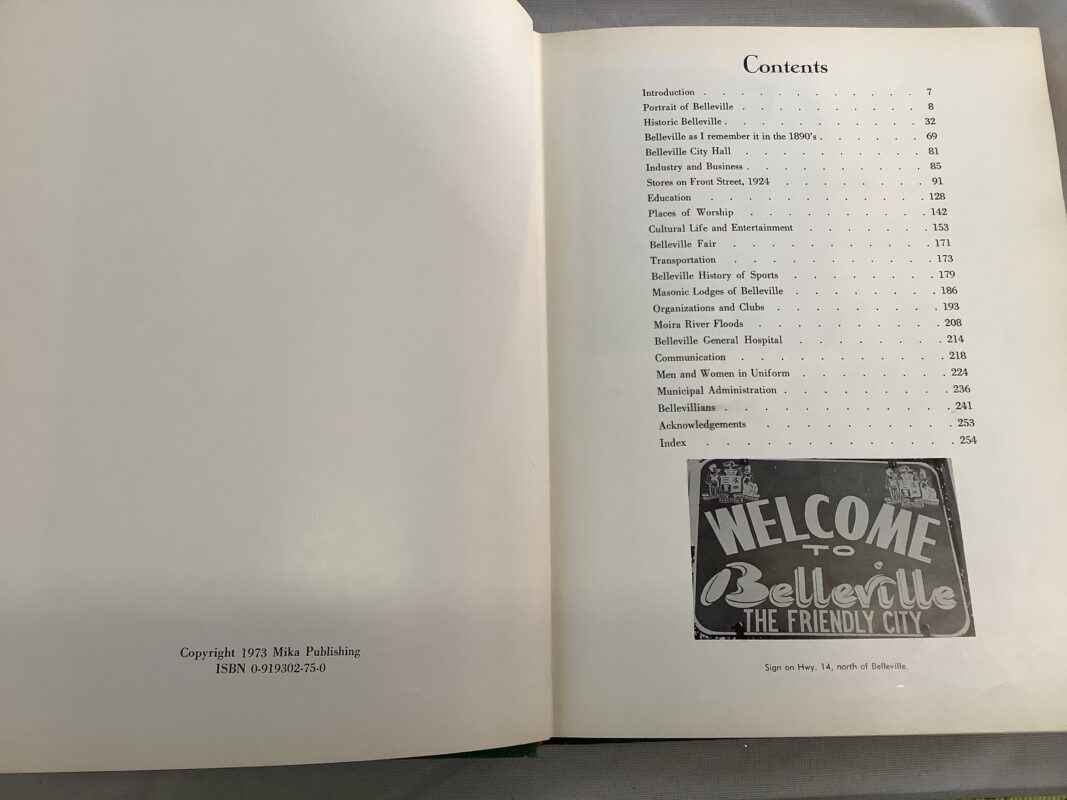 Copyright 1973 Mika Publishing
ISBN 0-919302-75-0
Contents
Introduction . . . . . . . . . . . . 7
Portrait of Belleville . . . . . . . . . . 8
Historic Belleville . . . . . . . . . . . 32
Belleville as I remember it in the 1890's . . . . . . 69
Belleville City Hall . . . . . . . . . . 81
Industry and Business . . . . . . . . . . 85
Stores on Front Street, 1924 . . . . . . . . 91
Education . . . . . . . . . . . . 128
Places of Worship . . . . . . . . . . 142
Cultural Life and Entertainment . . . . . . . 153
Belleville Fair . . . . . . . . . . . 171
Transportation . . . . . . . . . . . 173
Belleville History of Sports . . . . . . . . 179
Masonic Lodges of Belleville . . . . . . . . 186
Organizations and Clubs . . . . . . . . . 193
Moira River Floods . . . . . . . . . . 208
Belleville General Hospital . . . . . . . . 214
Communication . . . . . . . . . . . 218
Men and Women in Uniform . . . . . . . . 224
Municipal Administration . . . . . . . . . 236
Bellevillians . . . . . . . . . . . . 241
Acknowledgements . . . . . . . . . . 253
Index . . . . . . . . . . . . . 254
WELCOME
TO
Belleville
THE FRIENDLY CITY
Sign on Hwy. 14, north of Belleville.